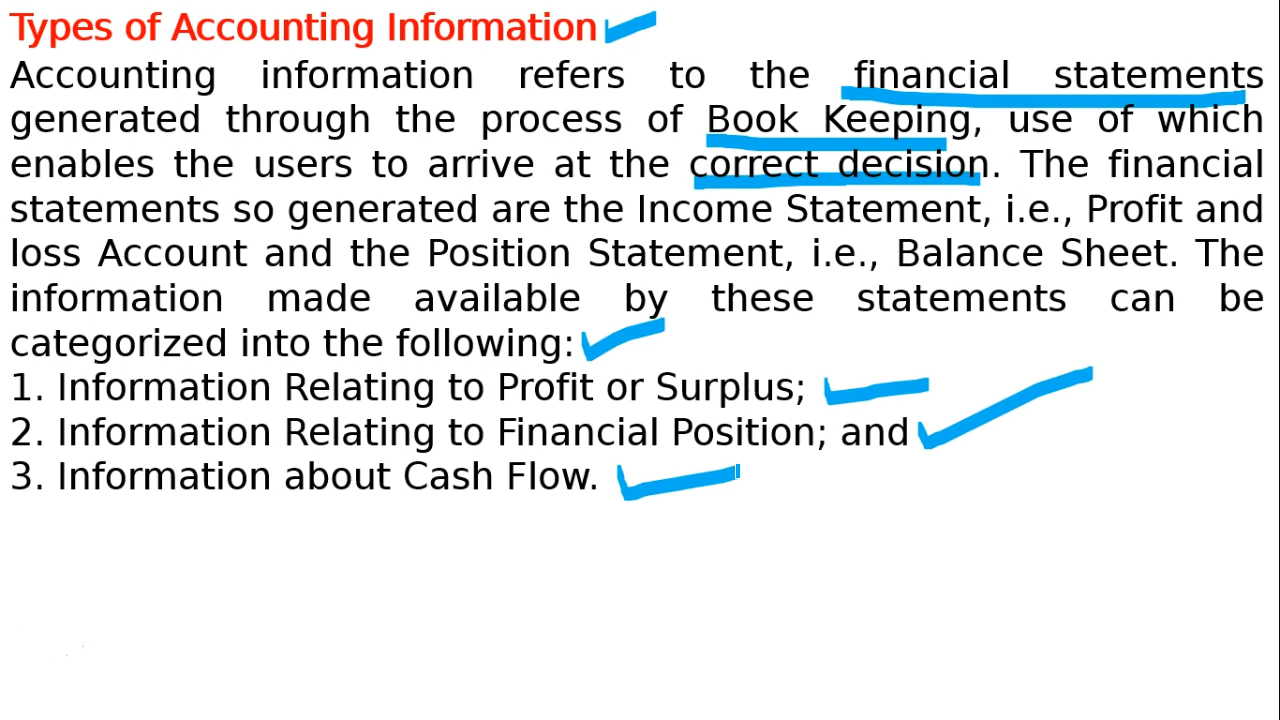 Types of Accounting Information
Accounting information refers to the financial statements
generated through the process of Book Keeping, use of which
enables the users to arrive at the correct decision. The financial
statements so generated are the Income Statement, i.e., Profit and
loss Account and the Position Statement, i.e., Balance Sheet. The
information made available by these statements can be
categorized into the following:
1. Information Relating to Profit or Surplus;
2. Information Relating to Financial Position; and
3. Information about Cash Flow.